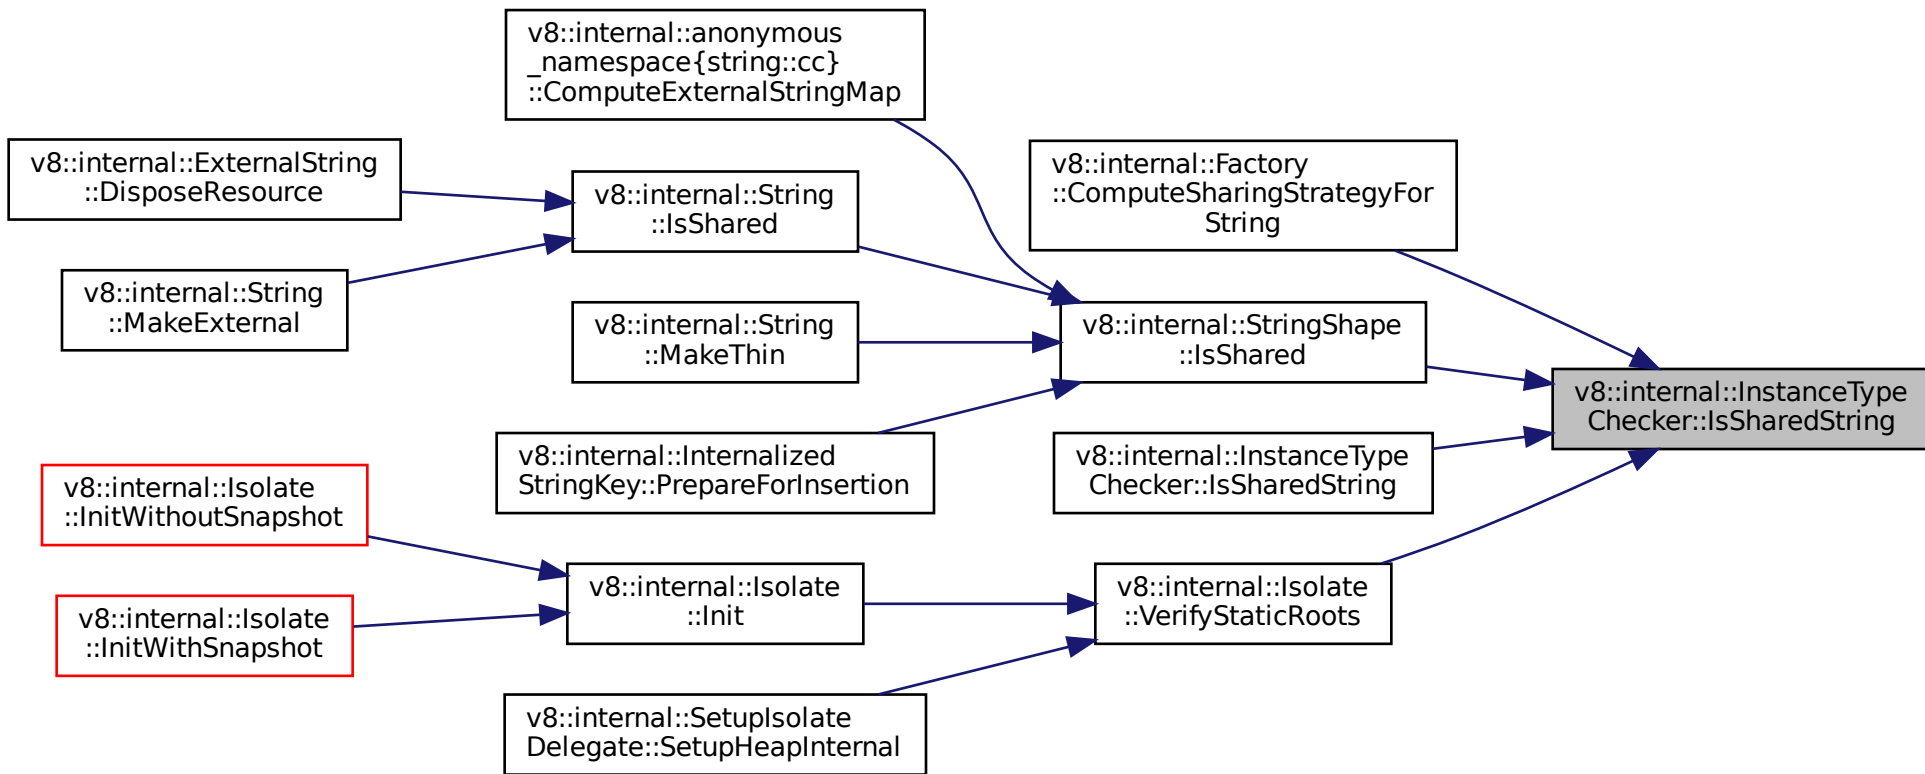 v8::internal::anonymous
_namespace{string::cc}
::ComputeExternalStringMap
v8::internal::ExternalString
::DisposeResource
v8::internal::String
::IsShared
v8::internal::Factory
::ComputeSharingStrategyFor
String
v8::internal::String
::MakeExternal
v8::internal::String
::MakeThin
v8::internal::StringShape
::IsShared
v8::internal::InstanceType
Checker::IsSharedString
v8::internal::Internalized
StringKey::PrepareForInsertion
v8::internal::InstanceType
Checker::IsSharedString
v8::internal::Isolate
::InitWithoutSnapshot
v8::internal::Isolate
::InitWithSnapshot
v8::internal::Isolate
::Init
v8::internal::Isolate
::VerifyStaticRoots
v8::internal::SetupIsolate
Delegate::SetupHeapInternal